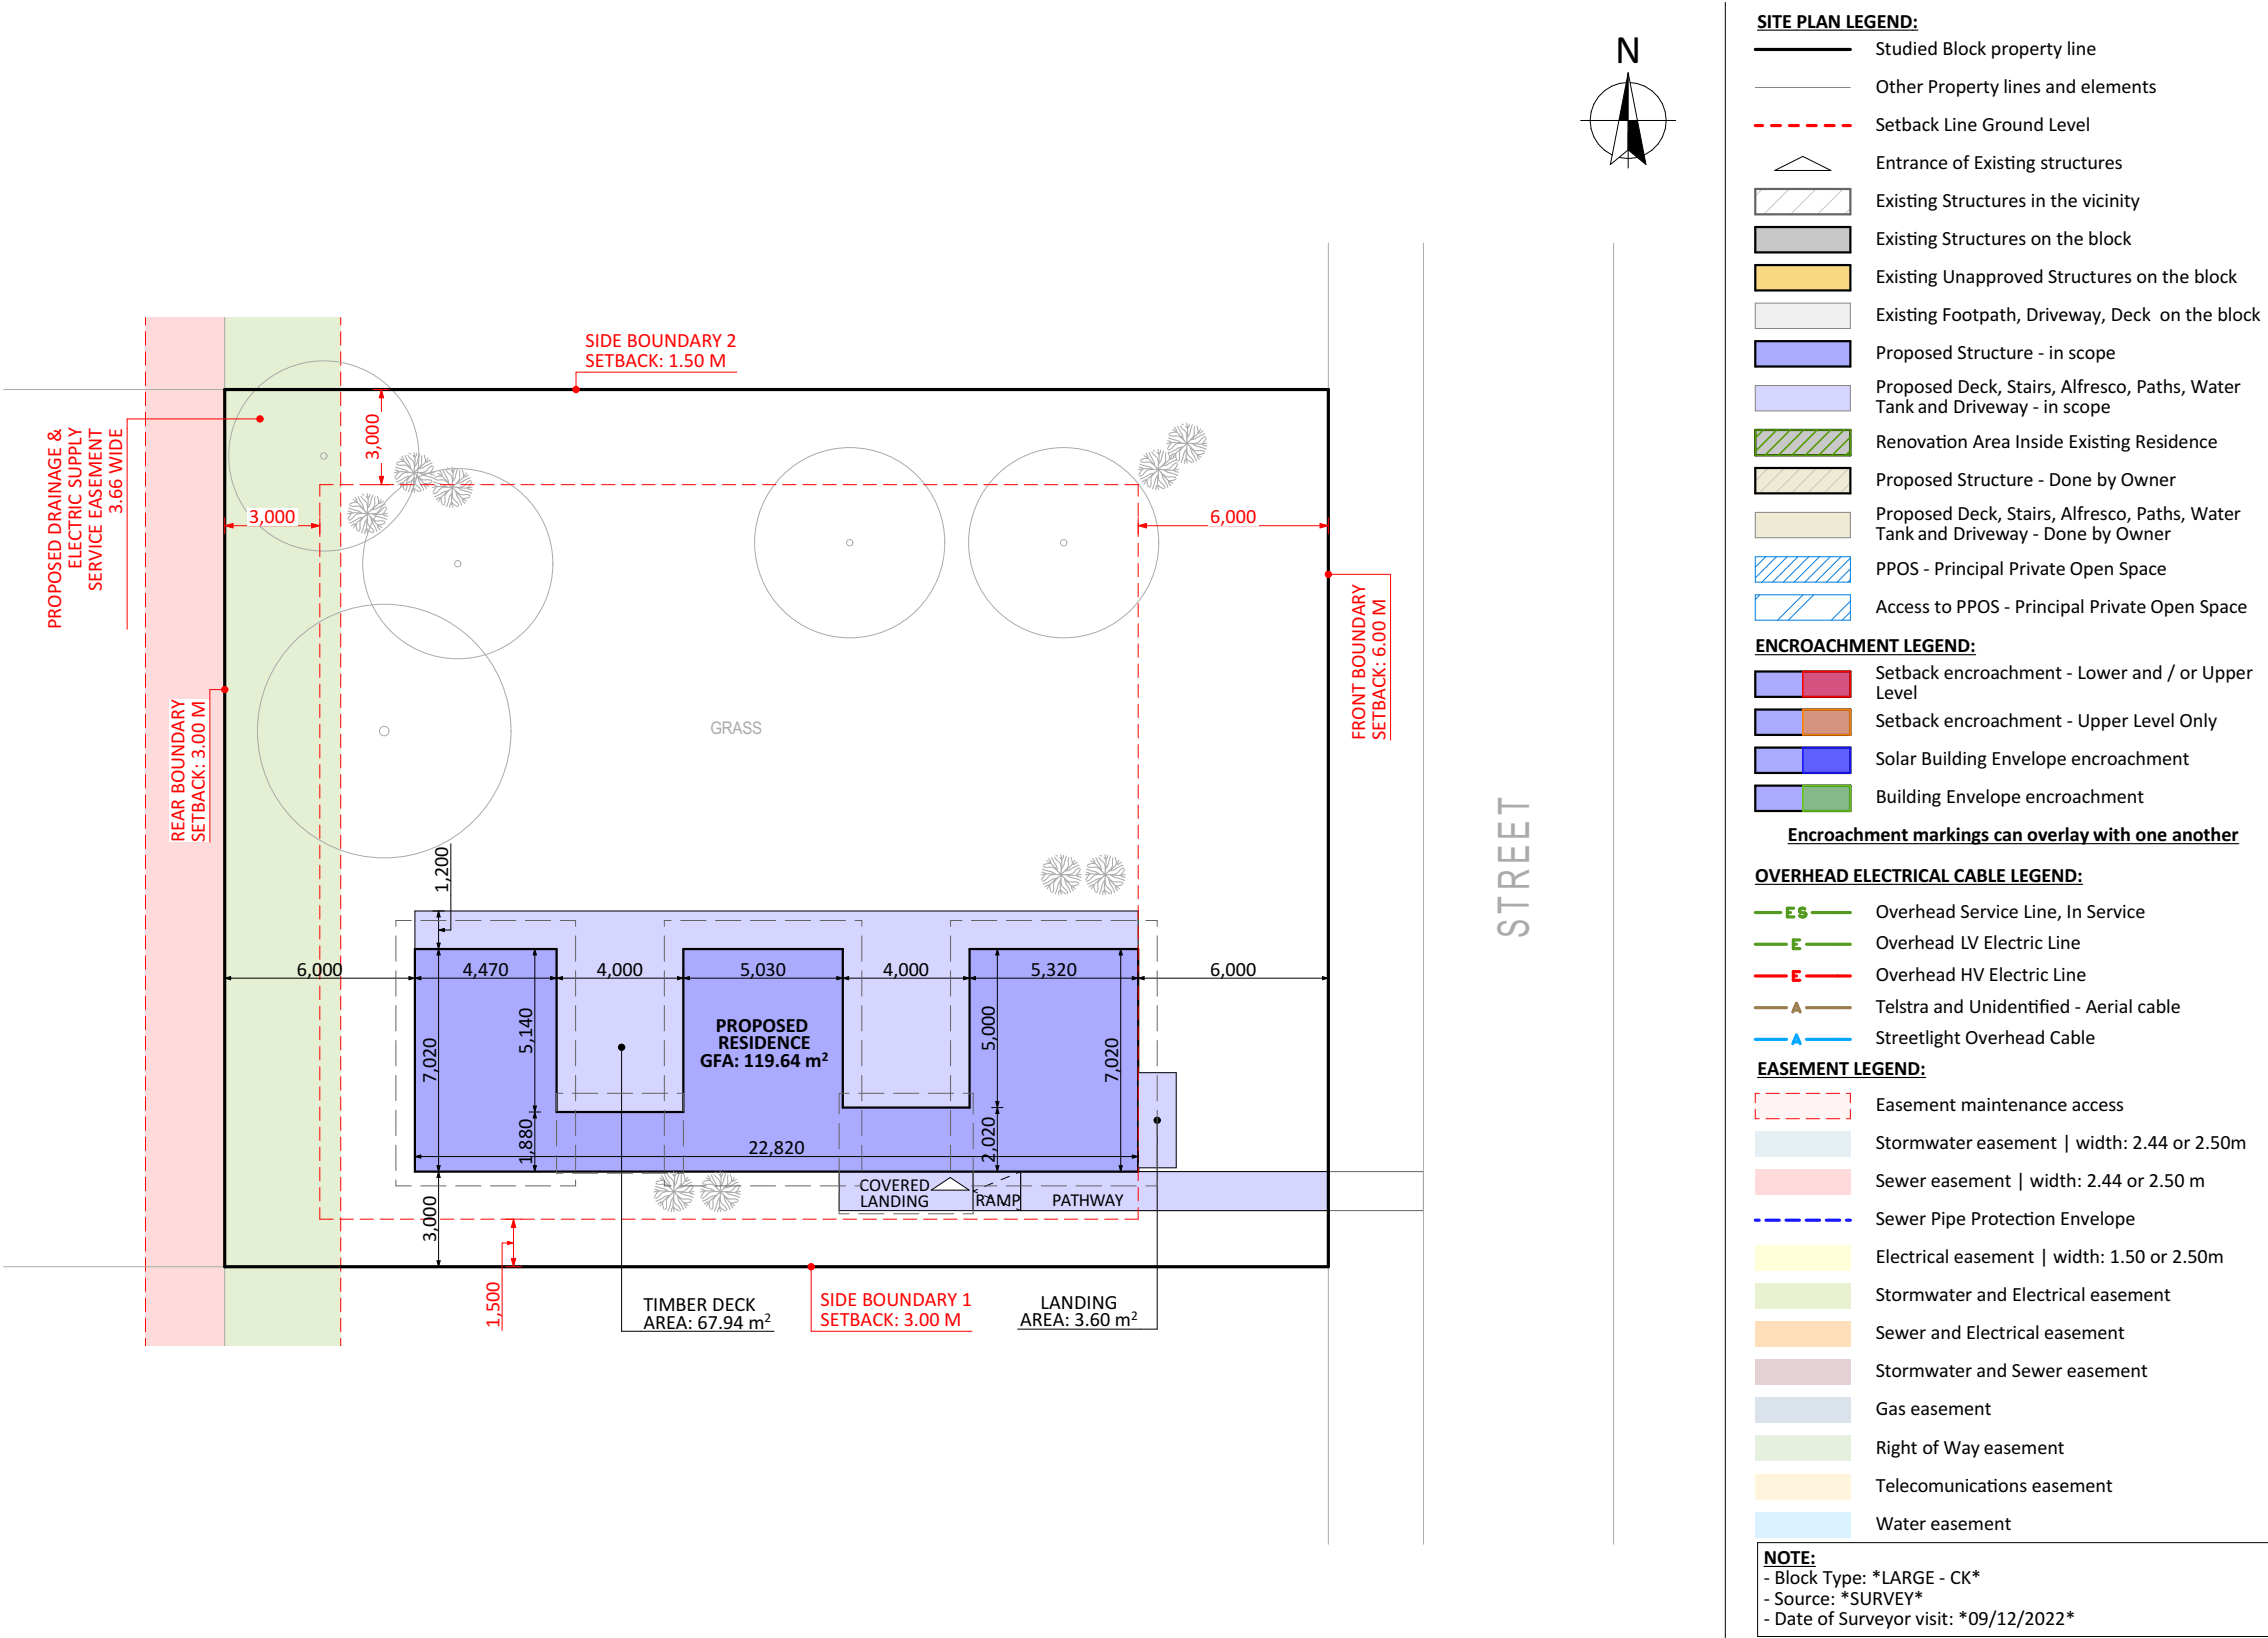 N
SIDE BOUNDARY 2
SETBACK: 1.50 M
PROPOSED DRAINAGE &
ELECTRIC SUPPLY
SERVICE EASEMENT
3.66 WIDE
3,000
3,000
6,000
FRONT BOUNDARY
SETBACK: 6.00 M
REAR BOUNDARY
SETBACK: 3.00 M
GRASS
STREET
1,200
6,000
4,470
4,000
5,030
4,000
5,320
6,000
7,020
5,140
PROPOSED
RESIDENCE
GFA: 119.64 m²
5,000
7,020
1,880
22,820
2,020
COVERED
LANDING
RAMP
PATHWAY
3,000
1,500
TIMBER DECK
AREA: 67.94 m²
SIDE BOUNDARY 1
SETBACK: 3.00 M
LANDING
AREA: 3.60 m²
SITE PLAN LEGEND:
Studied Block property line
Other Property lines and elements
Setback Line Ground Level
Entrance of Existing structures
Existing Structures in the vicinity
Existing Structures on the block
Existing Unapproved Structures on the block
Existing Footpath, Driveway, Deck on the block
Proposed Structure - in scope
Proposed Deck, Stairs, Alfresco, Paths, Water
Tank and Driveway - in scope
Renovation Area Inside Existing Residence
Proposed Structure - Done by Owner
Proposed Deck, Stairs, Alfresco, Paths, Water
Tank and Driveway - Done by Owner
PPOS - Principal Private Open Space
Access to PPOS - Principal Private Open Space
ENCROACHMENT LEGEND:
Setback encroachment - Lower and / or Upper
Level
Setback encroachment - Upper Level Only
Solar Building Envelope encroachment
Building Envelope encroachment
Encroachment markings can overlay with one another
OVERHEAD ELECTRICAL CABLE LEGEND:
ES Overhead Service Line, In Service
E Overhead LV Electric Line
E Overhead HV Electric Line
A Telstra and Unidentified - Aerial cable
A Streetlight Overhead Cable
EASEMENT LEGEND:
Easement maintenance access
Stormwater easement | width: 2.44 or 2.50m
Sewer easement | width: 2.44 or 2.50 m
Sewer Pipe Protection Envelope
Electrical easement | width: 1.50 or 2.50m
Stormwater and Electrical easement
Sewer and Electrical easement
Stormwater and Sewer easement
Gas easement
Right of Way easement
Telecomunications easement
Water easement
NOTE:
- Block Type: *LARGE - CK*
- Source: *SURVEY*
- Date of Surveyor visit: *09/12/2022*